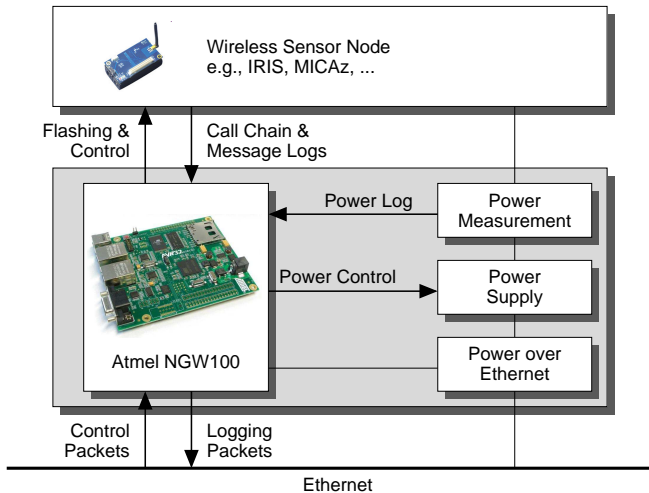 Wireless Sensor Node
e.g., IRIS, MICAz, ...
Flashing &
Control
Call Chain &
Message Logs
Power Log
Power
Measurement
Power Control
Power
Supply
Atmel NGW100
Power over
Ethernet
Control
Packets
Logging
Packets
Ethernet